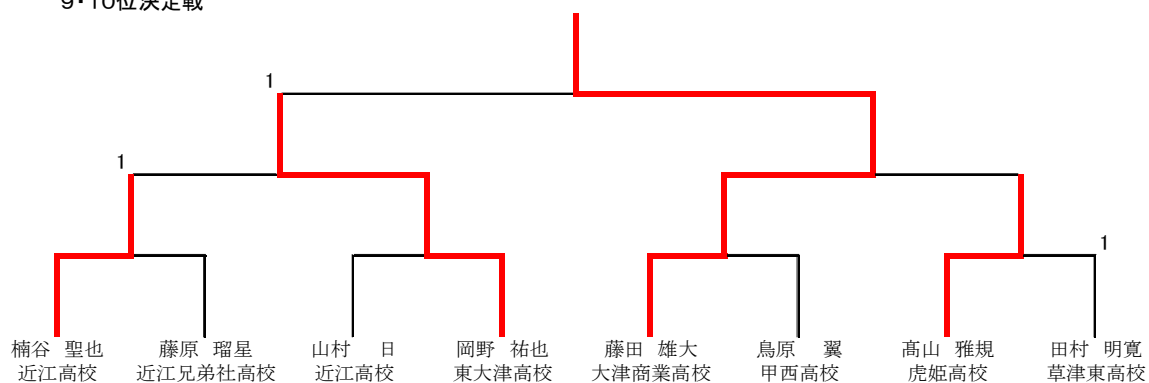 9・10位決定戦
1
1
1
楠谷 聖也 藤原 瑠星 山村 日 岡野 祐也 藤田 雄大 鳥原 翼 髙山 雅規 田村 明寛
近江高校 近江兄弟社高校 近江高校 東大津高校 大津商業高校 甲西高校 虎姫高校 草津東高校